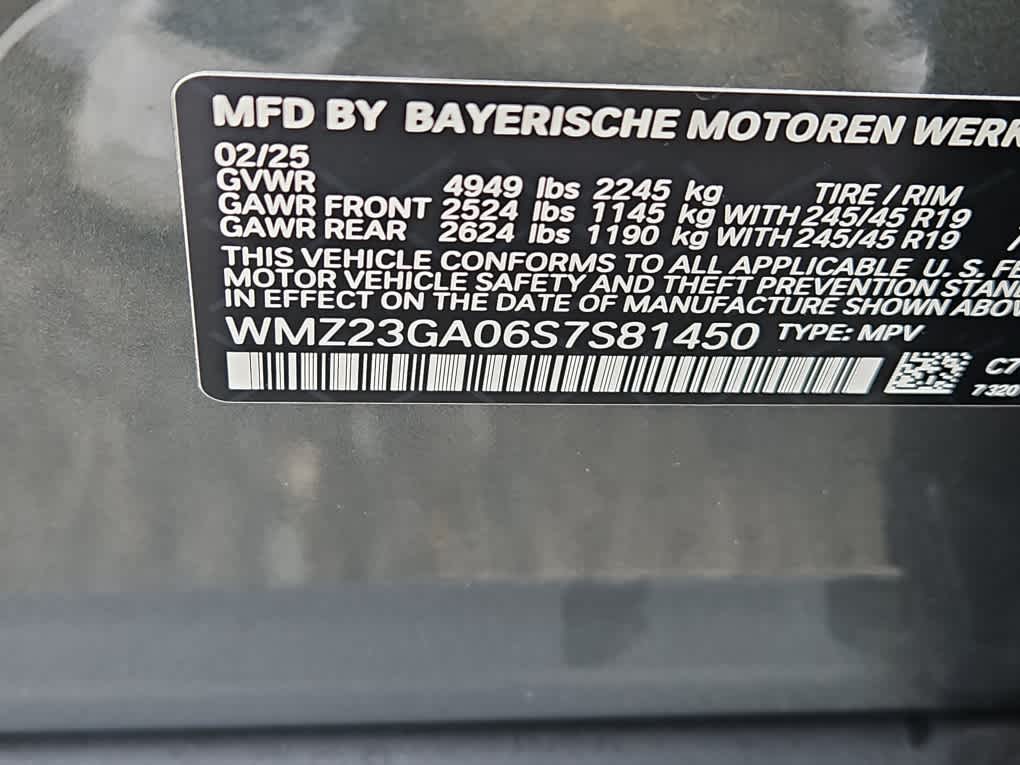 MFD BY BAYERISCHE MOTOREN WERK
02/25
GVWR 4949 lbs 2245 kg TIRE / RIM
GAWR FRONT 2524 lbs 1145 kg WITH 245/45 R19
GAWR REAR 2624 lbs 1190 kg WITH 245/45 R19 /
THIS VEHICLE CONFORMS TO ALL APPLICABLE U. S. FE
MOTOR VEHICLE SAFETY AND THEFT PREVENTION STAN
IN EFFECT ON THE DATE OF MANUFACTURE SHOWN ABOV
WMZ23GA06S7S81450 TYPE: MPV
C7
7320